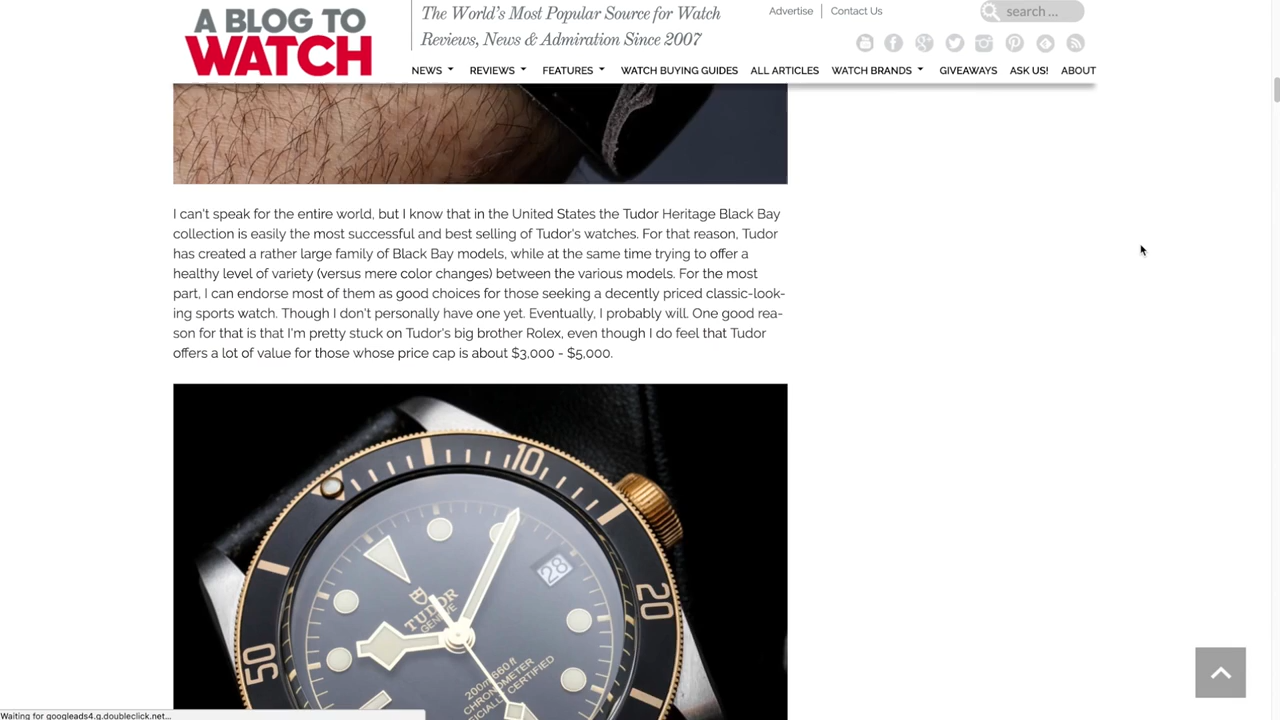 A BLOG TO
WATCH
The World's Most Popular Source for Watch
Reviews, News & Admiration Since 2007
Advertise
Contact Us
search ...
NEWS
REVIEWS
FEATURES
WATCH BUYING GUIDES
ALL ARTICLES
WATCH BRANDS
GIVEAWAYS
ASK US!
ABOUT
I can't speak for the entire world, but I know that in the United States the Tudor Heritage Black Bay
collection is easily the most successful and best selling of Tudor's watches. For that reason, Tudor
has created a rather large family of Black Bay models, while at the same time trying to offer a
healthy level of variety (versus mere color changes) between the various models. For the most
part, I can endorse most of them as good choices for those seeking a decently priced classic-look-
ing sports watch. Though I don't personally have one yet. Eventually, I probably will. One good rea-
son for that is that I'm pretty stuck on Tudor's big brother Rolex, even though I do feel that Tudor
offers a lot of value for those whose price cap is about $3,000 - $5,000.
10
20
50
28
TUDOR
GENEVE
200m 660ft
CHRONOMETER
CERTIFIED
Waiting for googleads4.g.doubleclick.net...